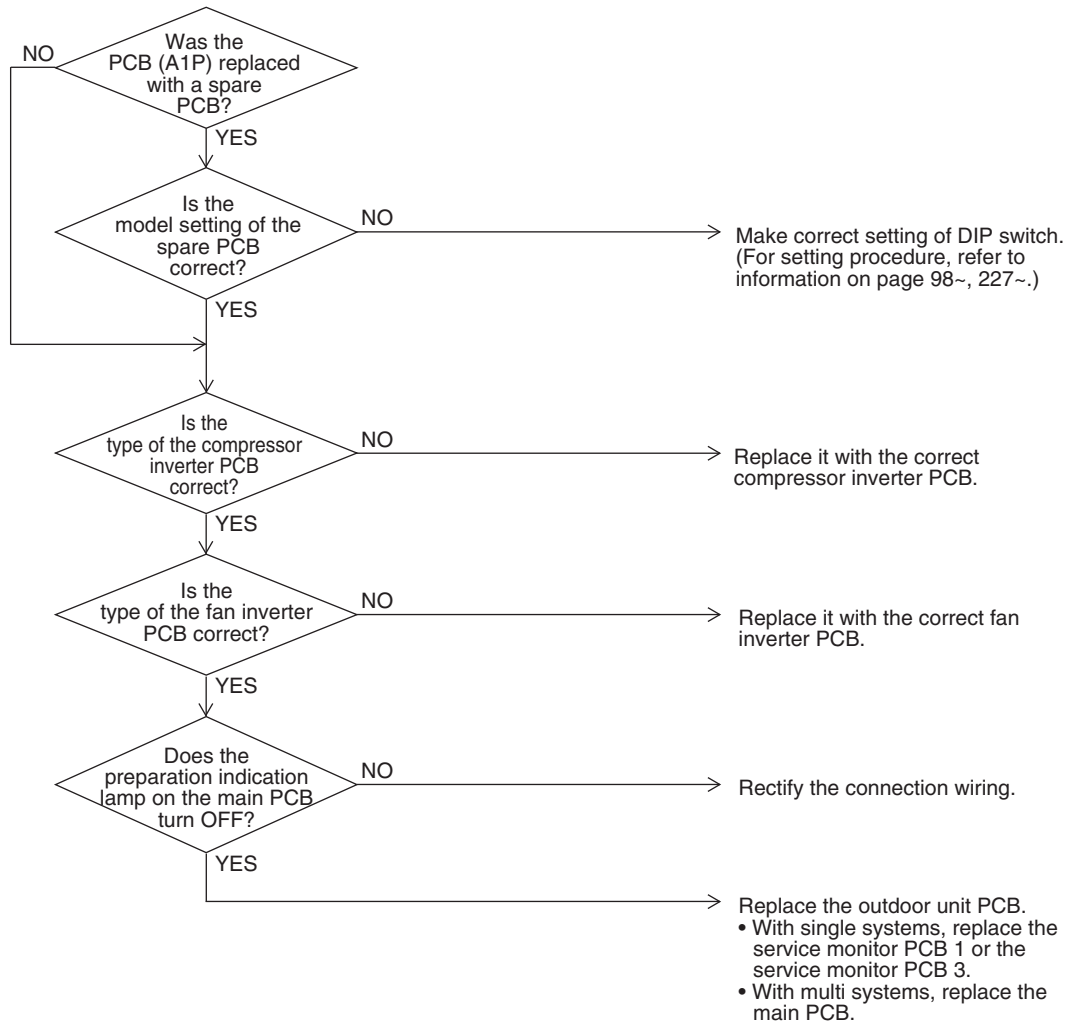 Was the
PCB (A1P) replaced
with a spare
PCB?
NO
YES
Is the
model setting of the
spare PCB
correct?
NO
Make correct setting of DIP switch.
(For setting procedure, refer to
information on page 98~, 227~.)
YES
Is the
type of the compressor
inverter PCB
correct?
NO
Replace it with the correct
compressor inverter PCB.
YES
Is the
type of the fan inverter
PCB correct?
NO
Replace it with the correct fan
inverter PCB.
YES
Does the
preparation indication
lamp on the main PCB
turn OFF?
NO
Rectify the connection wiring.
YES
Replace the outdoor unit PCB.
• With single systems, replace the
service monitor PCB 1 or the
service monitor PCB 3.
• With multi systems, replace the
main PCB.